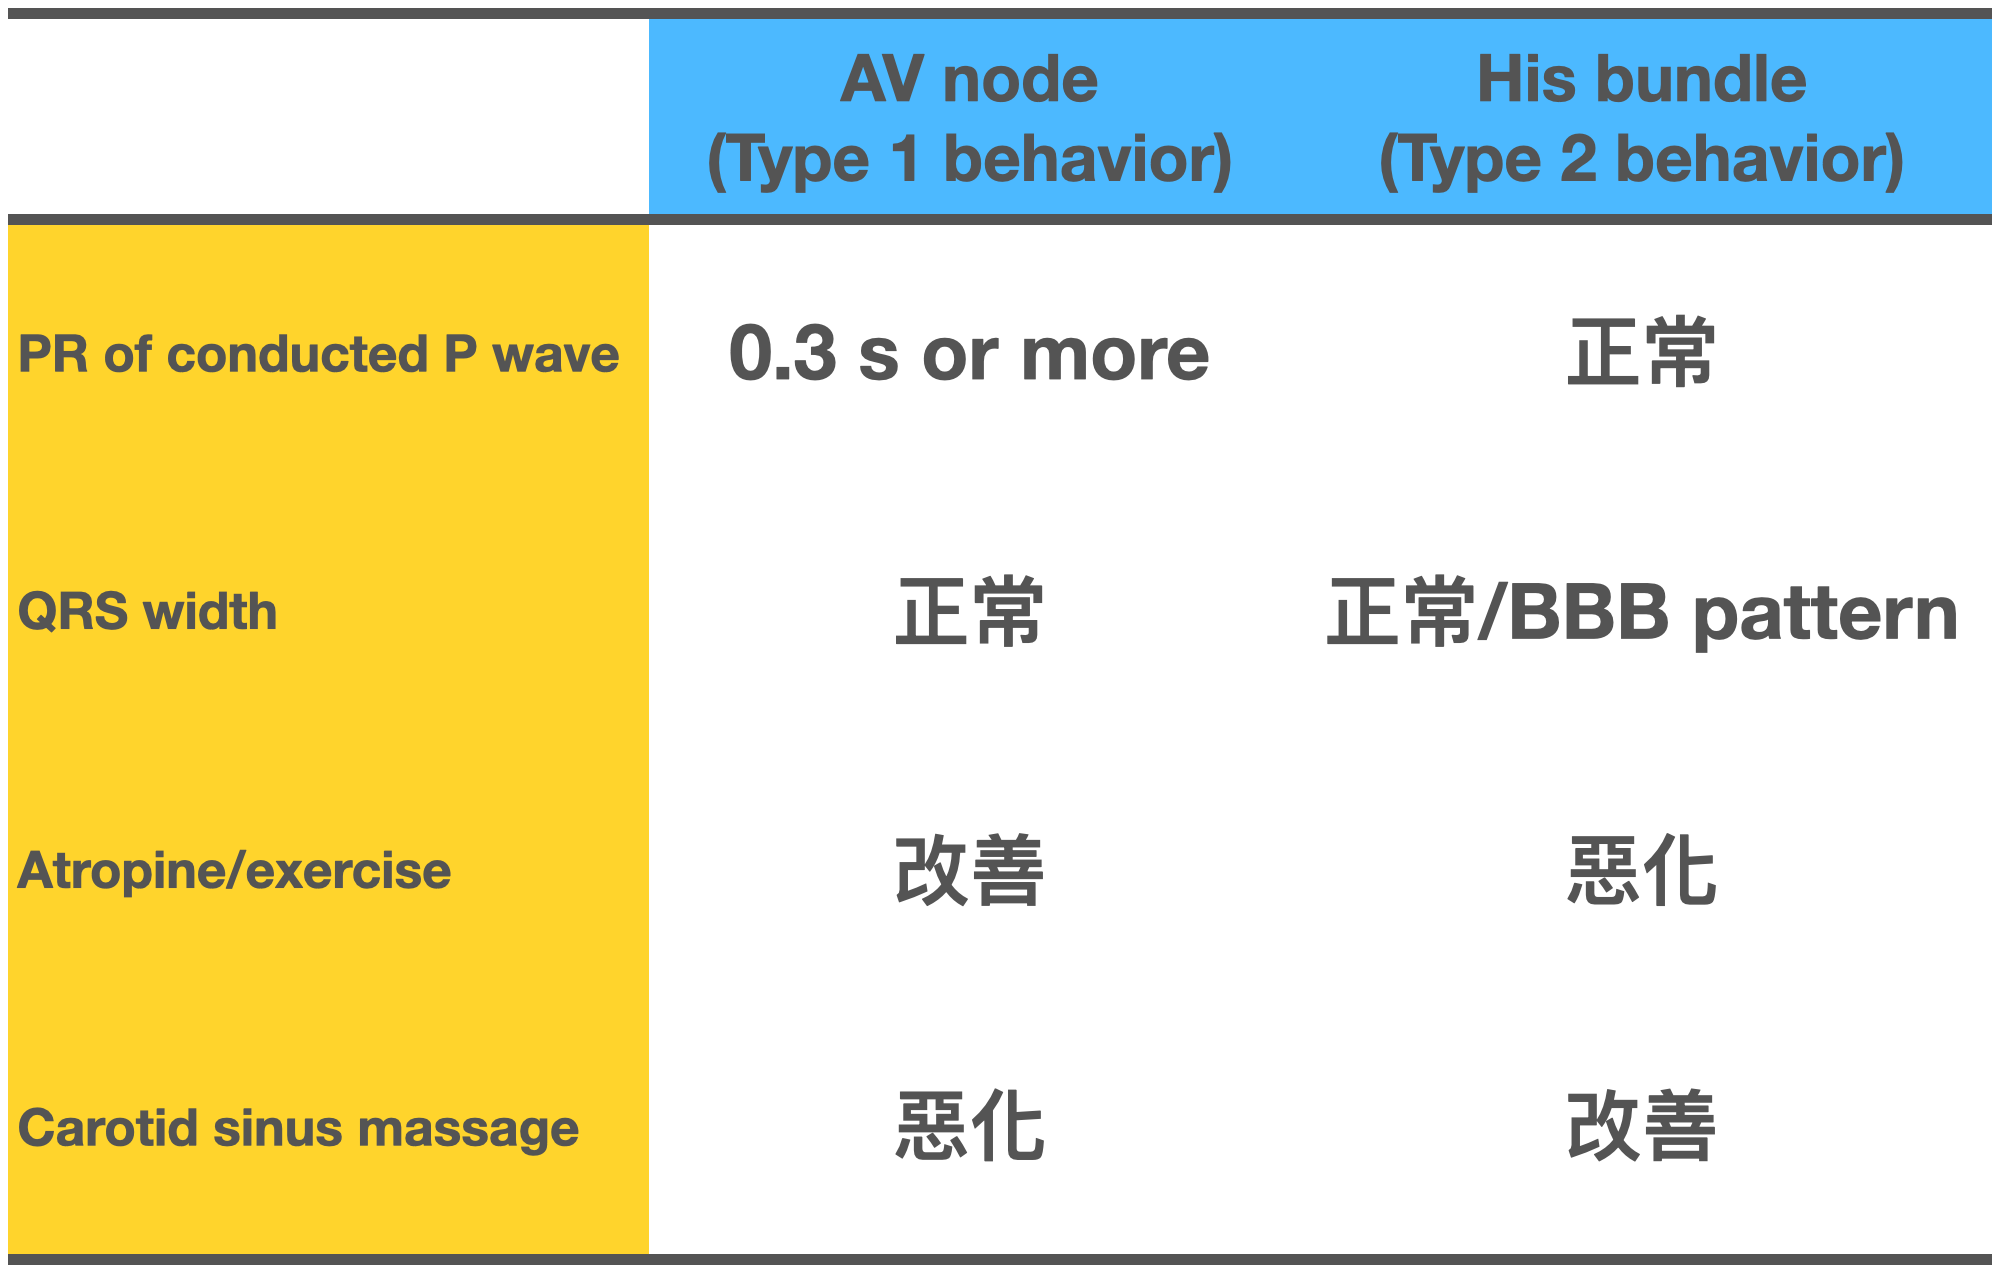 AV node
(Type 1 behavior)
His bundle
(Type 2 behavior)
PR of conducted P wave
0.3 s or more
正常
QRS width
正常
正常/BBB pattern
Atropine/exercise
改善
惡化
Carotid sinus massage
惡化
改善